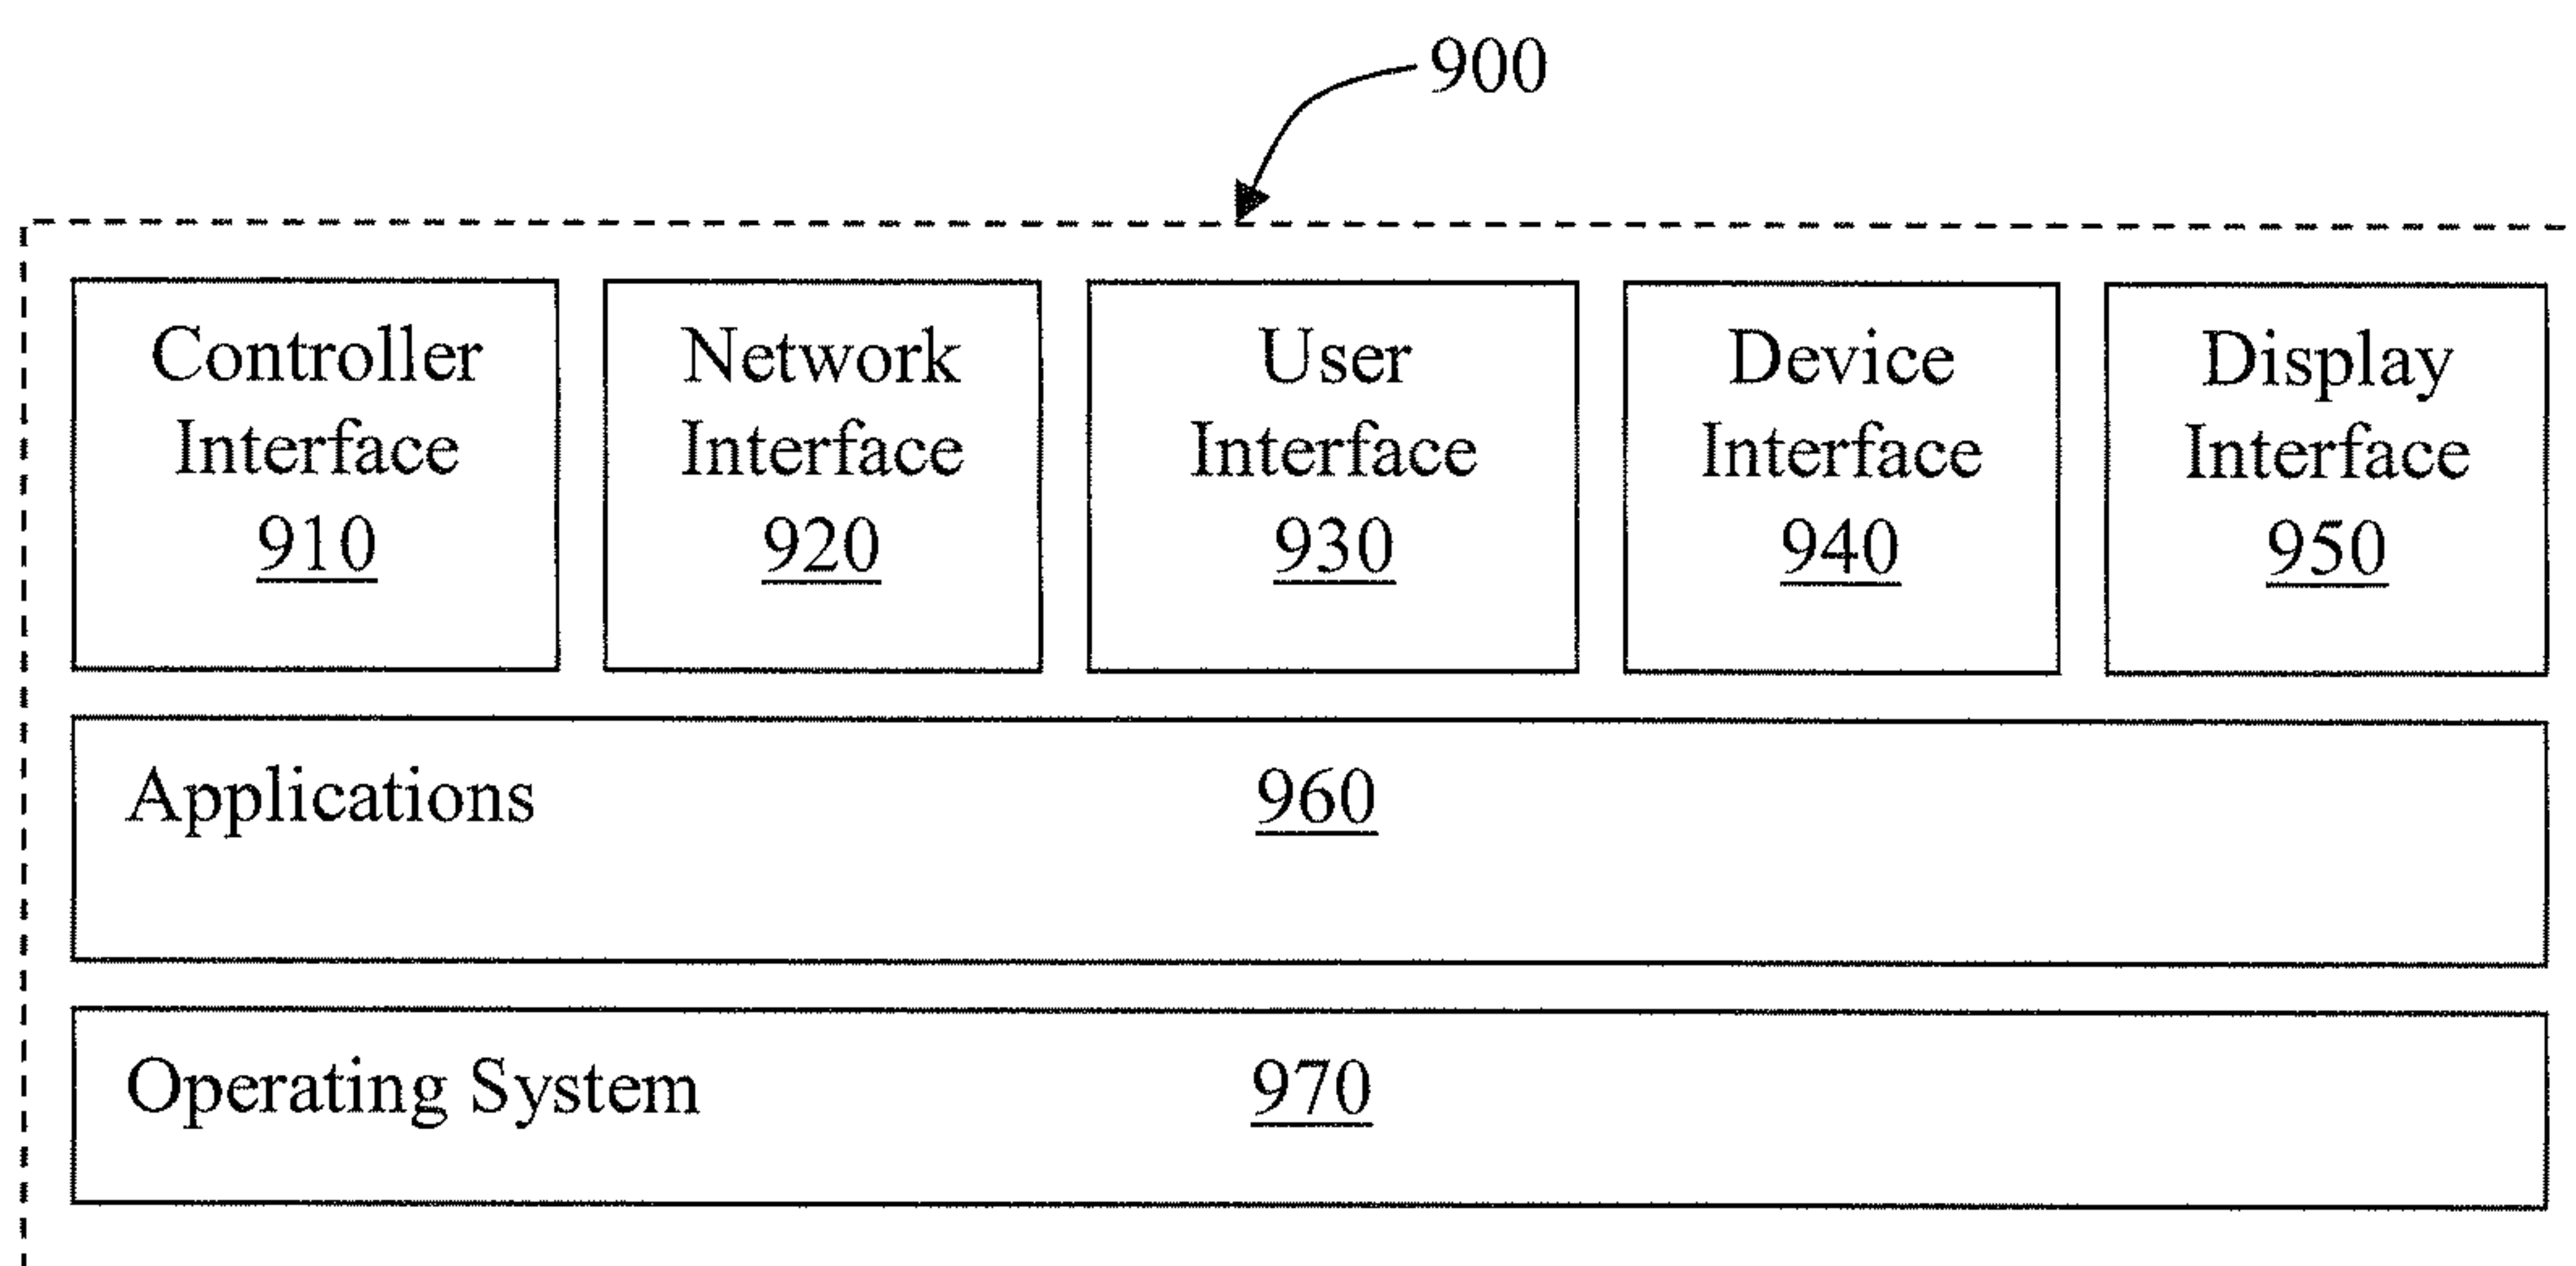 900
Controller
Interface
910
Network
Interface
920
User
Interface
930
Device
Interface
940
Display
Interface
950
Applications 960
Operating System 970